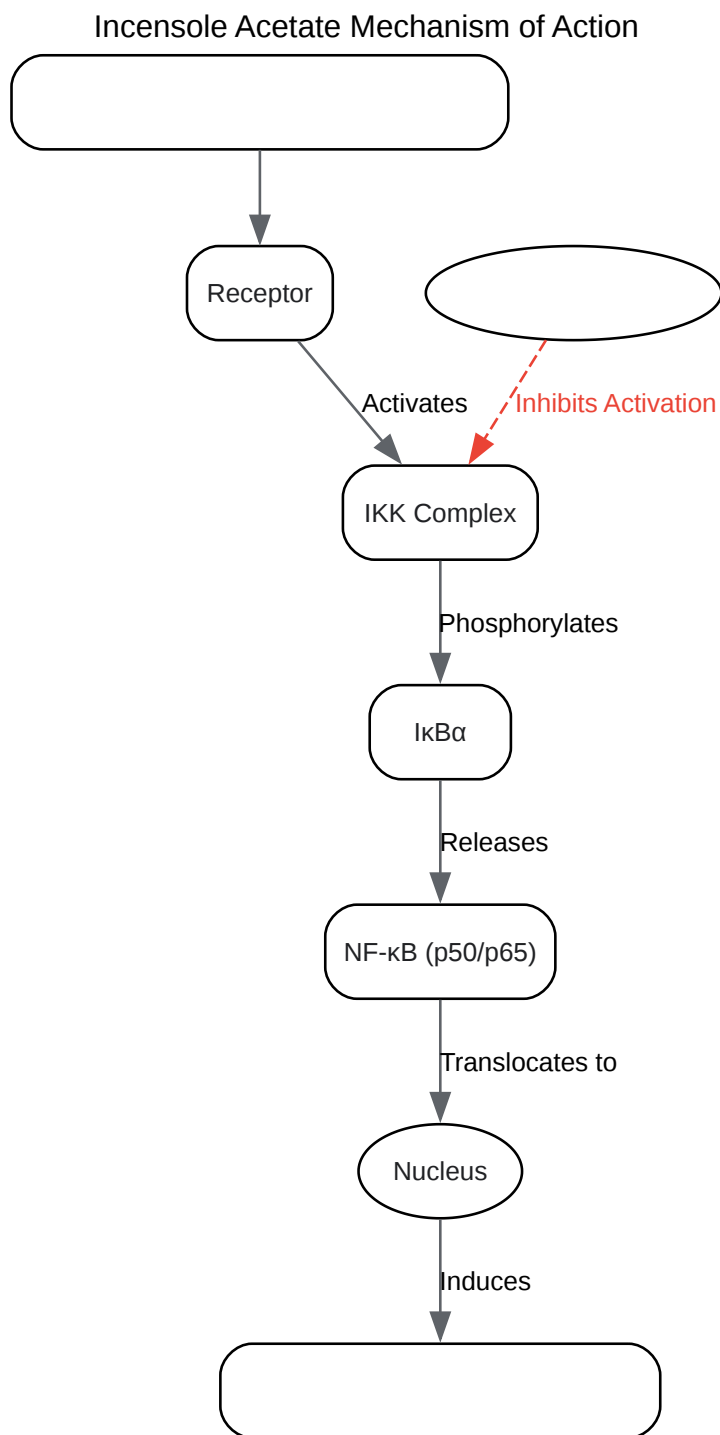 Incensole Acetate Mechanism of Action
Receptor
Activates
Inhibits Activation
IKK Complex
Phosphorylates
IκBα
Releases
NF-κB (p50/p65)
Translocates to
Nucleus
Induces